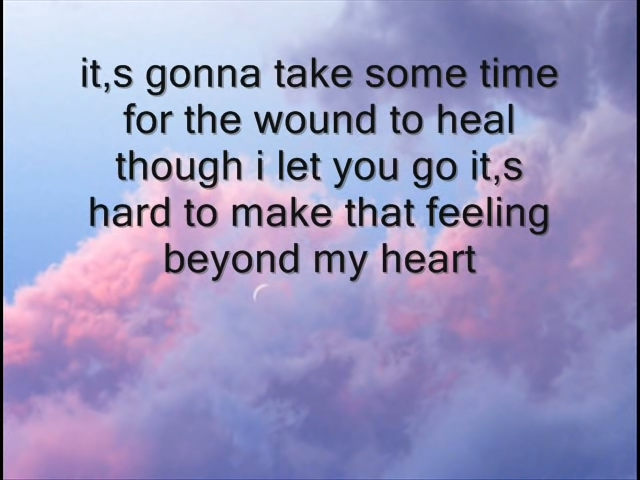 it,s gonna take some time
for the wound to heal
though i let you go it,s
hard to make that feeling
beyond my heart